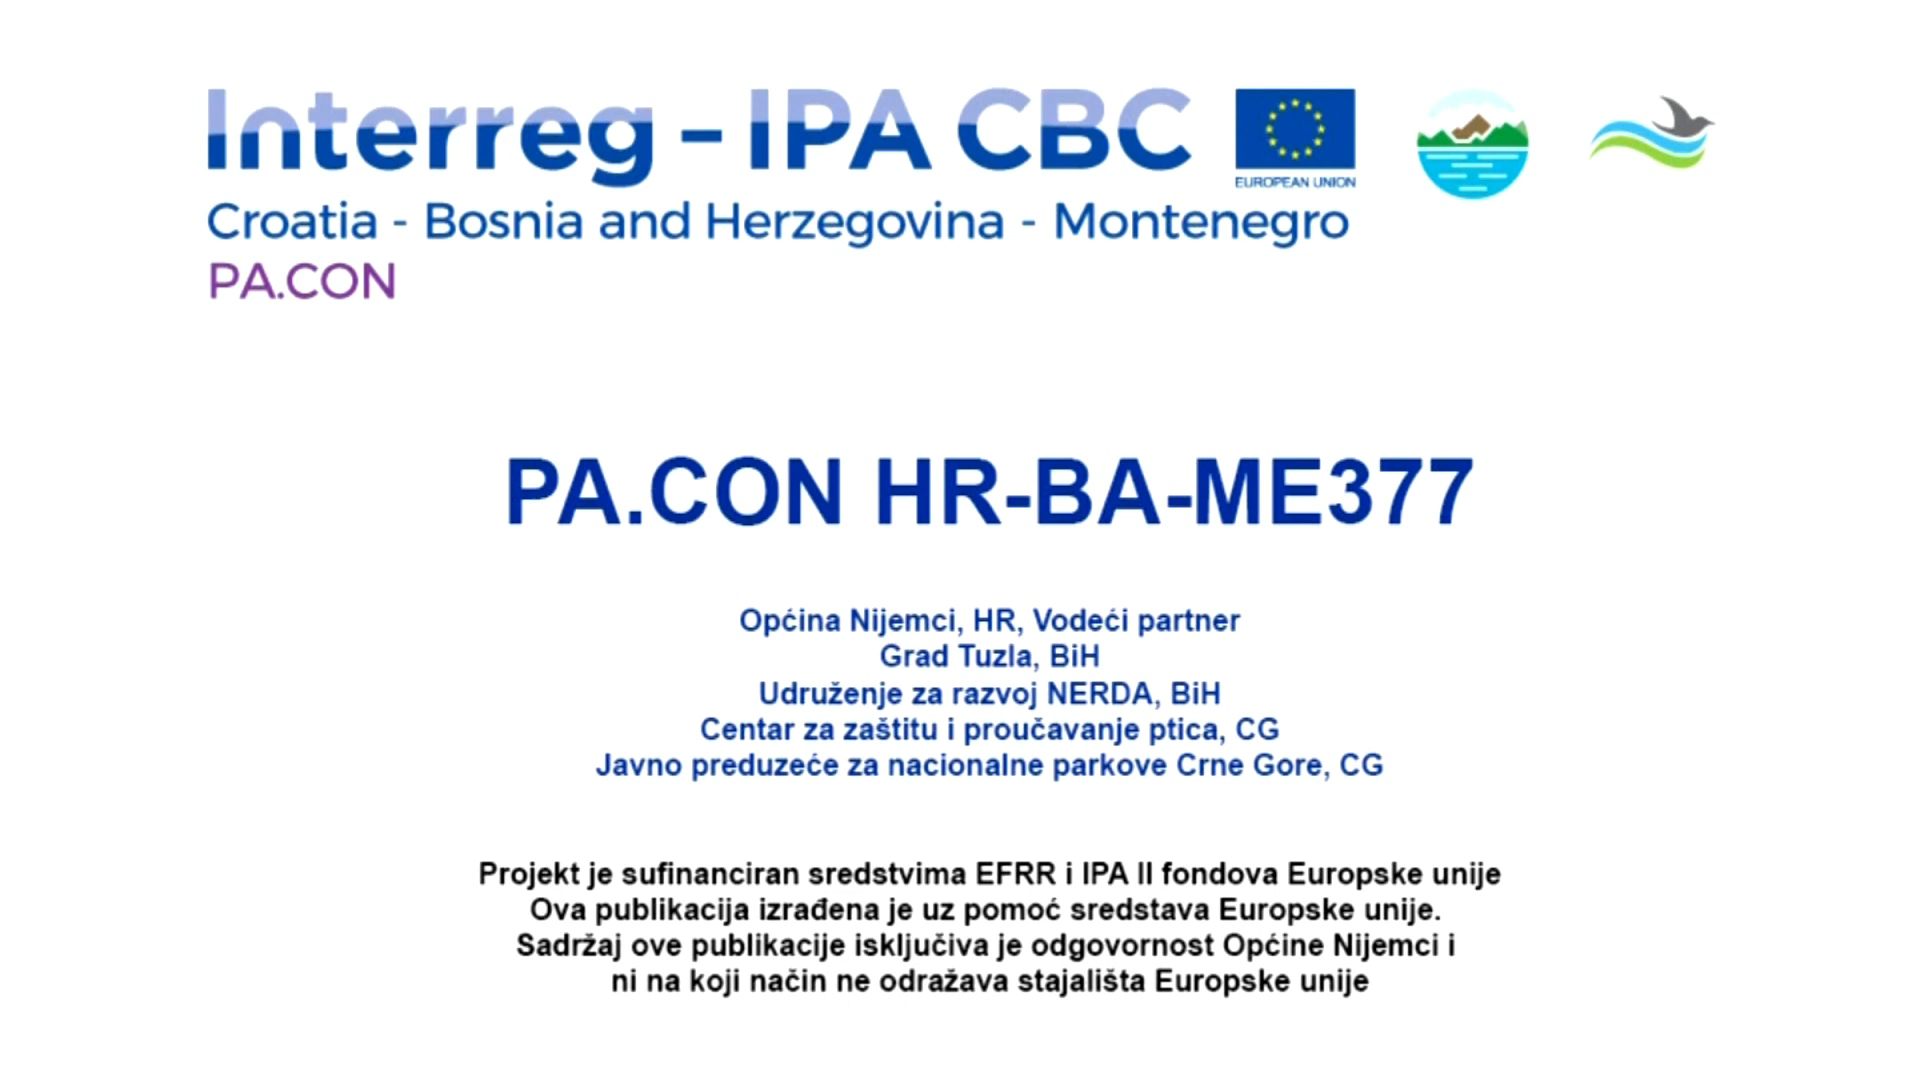 Interreg - IPA CBC
EUROPEAN UNION
Croatia - Bosnia and Herzegovina - Montenegro
PA.CON
PA.CON HR-BA-ME377
Općina Nijemci, HR, Vodeći partner
Grad Tuzla, BiH
Udruženje za razvoj NERDA, BiH
Centar za zaštitu i proučavanje ptica, CG
Javno preduzeće za nacionalne parkove Crne Gore, CG
Projekt je sufinanciran sredstvima EFRR i IPA II fondova Europske unije
Ova publikacija izrađena je uz pomoć sredstava Europske unije.
Sadržaj ove publikacije isključiva je odgovornost Općine Nijemci i
ni na koji način ne odražava stajališta Europske unije